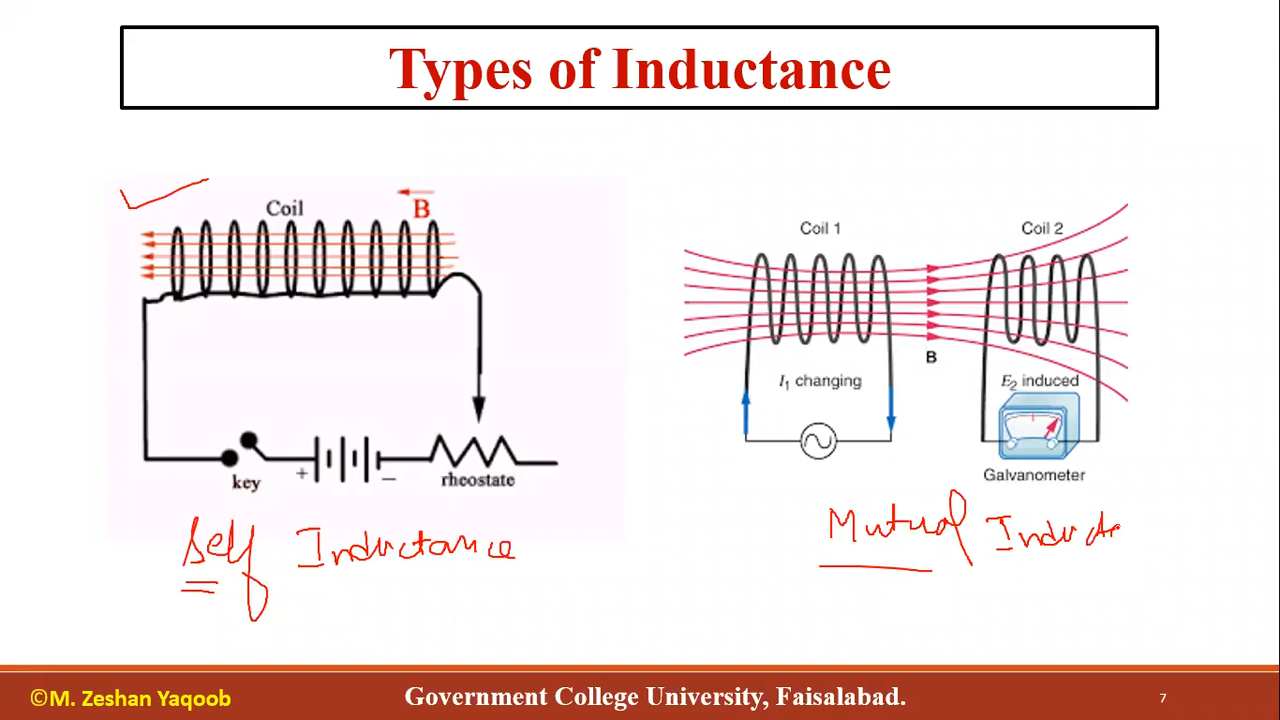 Types of Inductance
Coil
B
key
+
−
rheostate
Self Inductance
Coil 1
Coil 2
B
I₁ changing
E₂ induced
Galvanometer
Mutual Induct
©M. Zeshan Yaqoob
Government College University, Faisalabad.
7